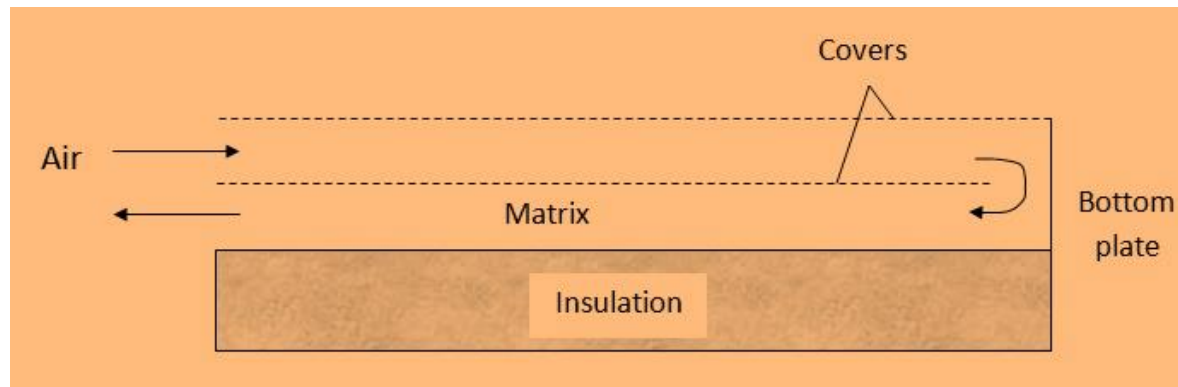 Covers
Air
Matrix
Bottom
plate
Insulation